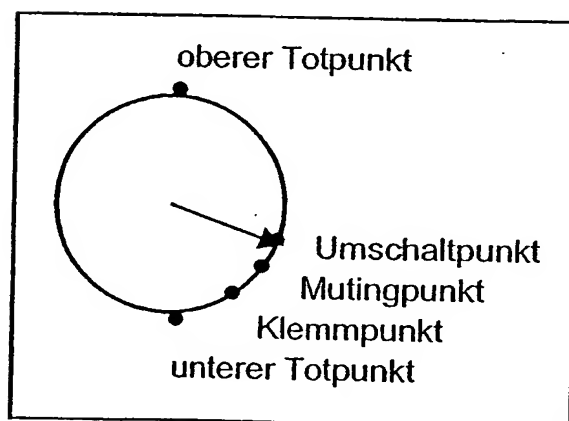 oberer Totpunkt
Umschaltpunkt
Mutingpunkt
Klemmpunkt
unterer Totpunkt